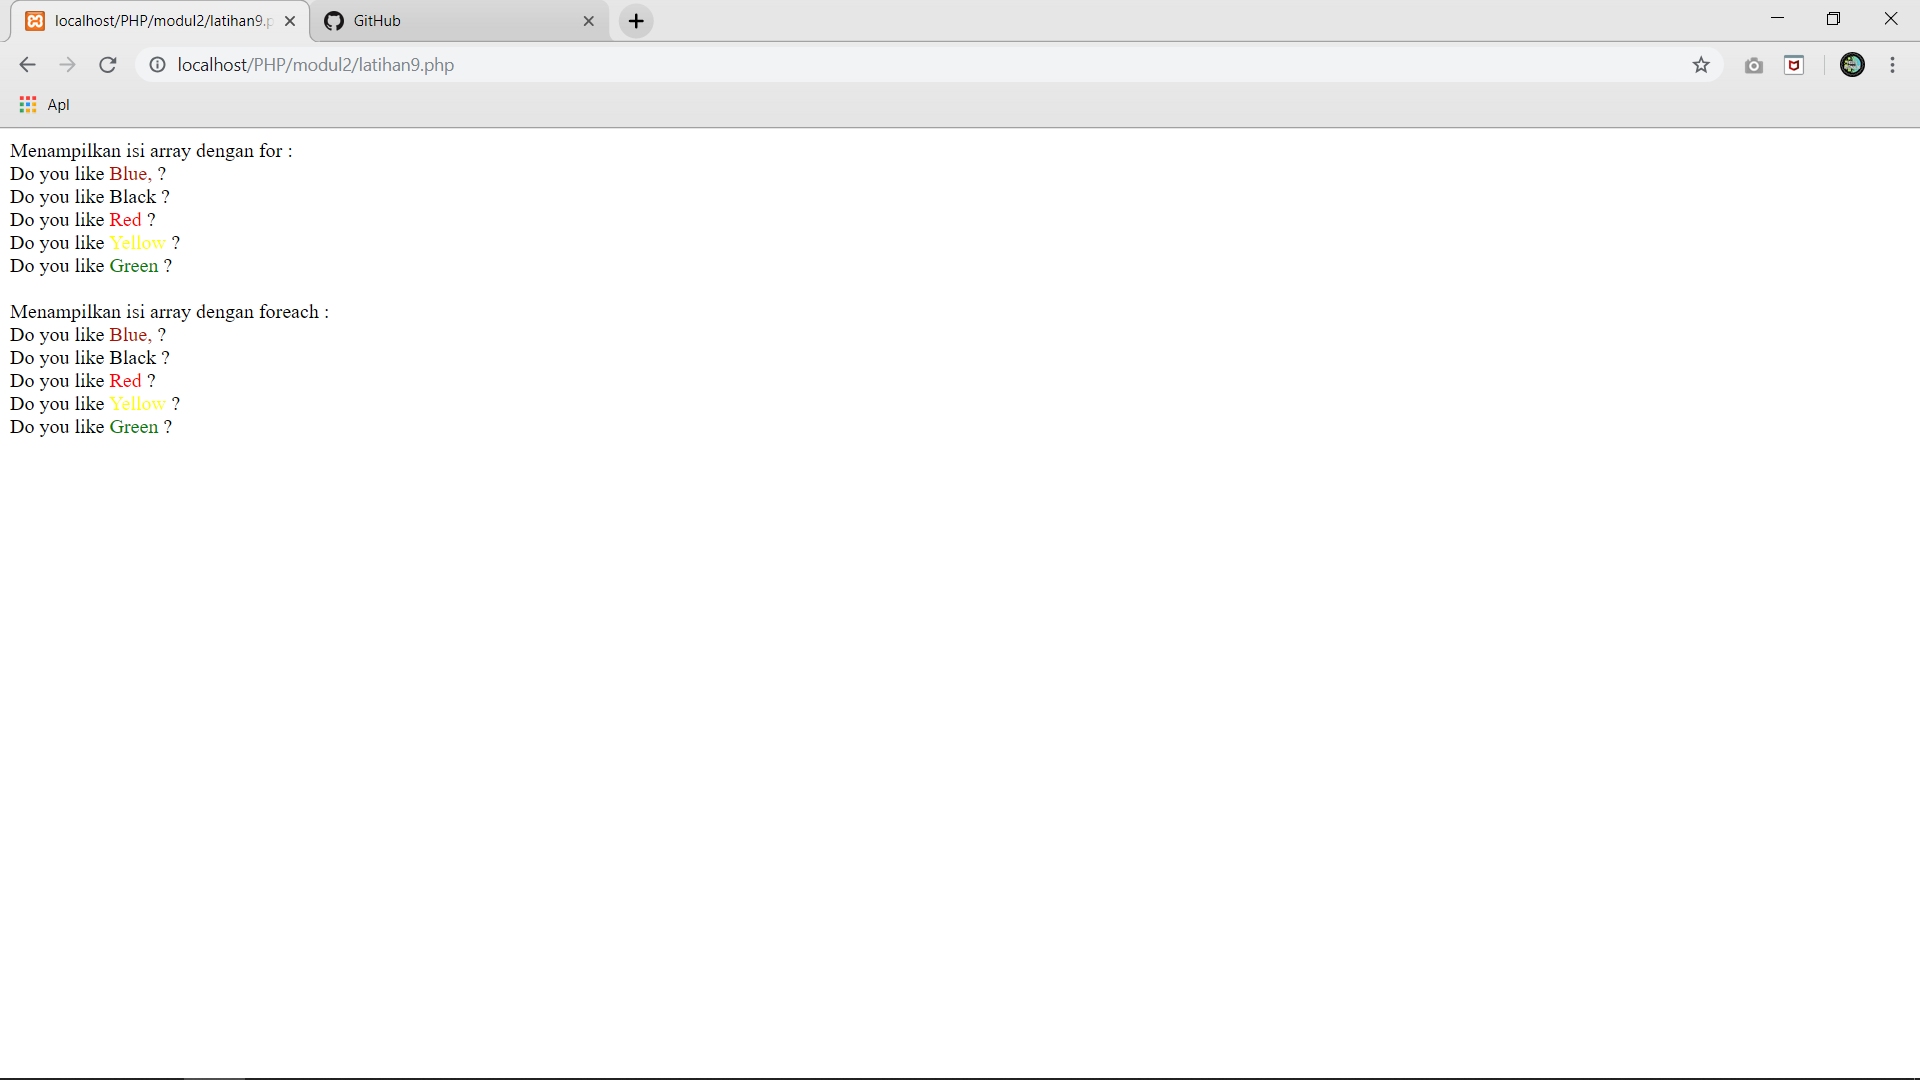 localhost/PHP/modul2/latihan9.p
GitHub
localhost/PHP/modul2/latihan9.php
Apl
Menampilkan isi array dengan for :
Do you like Blue, ?
Do you like Black ?
Do you like Red ?
Do you like Yellow ?
Do you like Green ?
Menampilkan isi array dengan foreach :
Do you like Blue, ?
Do you like Black ?
Do you like Red ?
Do you like Yellow ?
Do you like Green ?